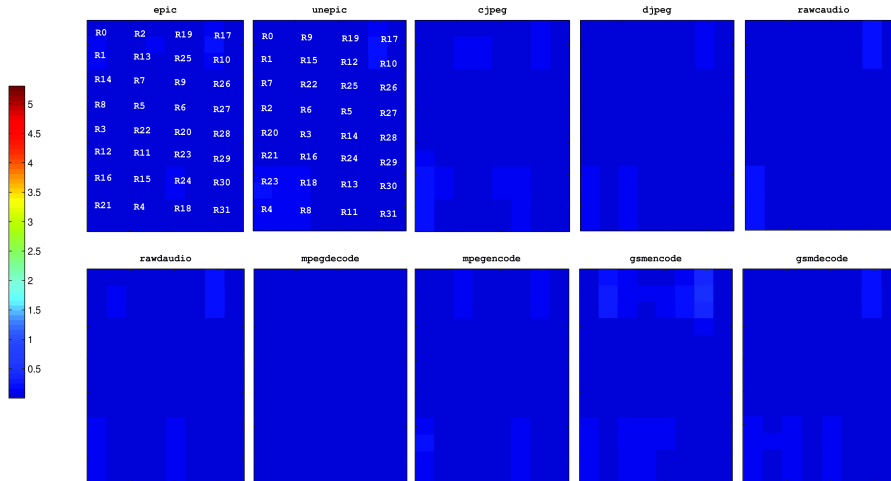 epic unepic cjpeg djpeg rawcaudio
R0 R2 R19 R17
R1 R13 R25 R10
R14 R7 R9 R26
R8 R5 R6 R27
R3 R22 R20 R28
R12 R11 R23 R29
R16 R15 R24 R30
R21 R4 R18 R31
R0 R9 R19 R17
R1 R15 R12 R10
R7 R22 R25 R26
R2 R6 R5 R27
R20 R3 R14 R28
R21 R16 R24 R29
R23 R18 R13 R30
R4 R8 R11 R31
5
4.5
4
3.5
3
2.5
2
1.5
1
0.5
rawdaudio mpegdecode mpegencode gsmencode gsmdecode